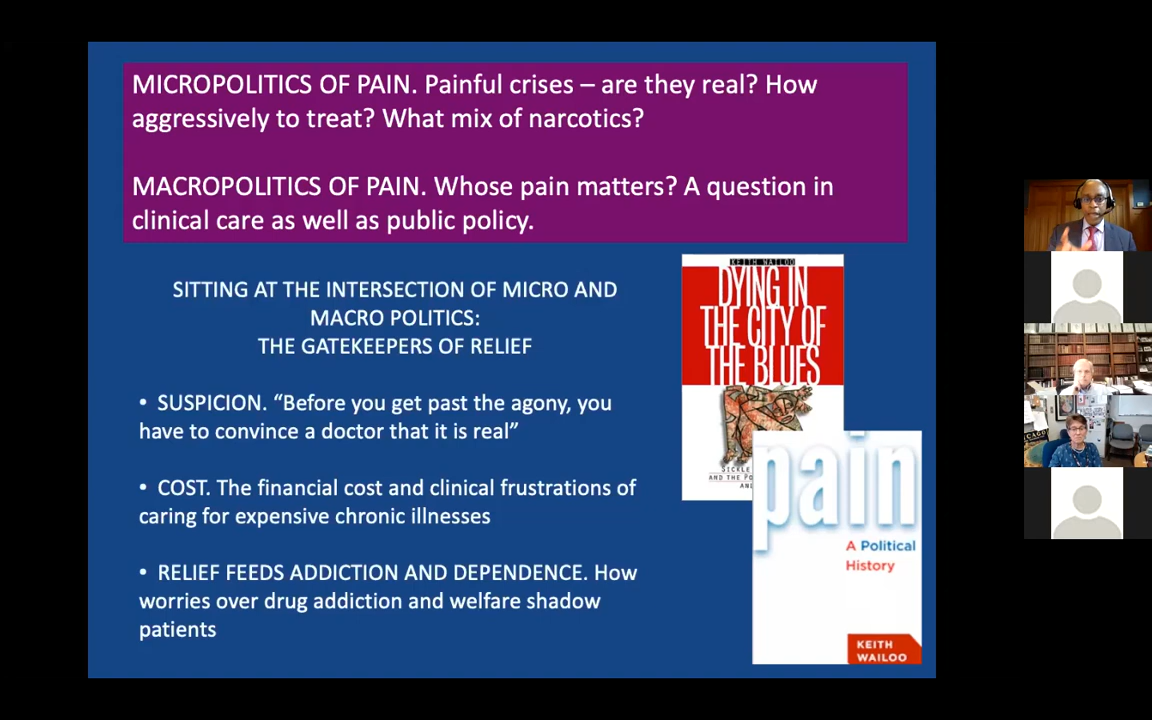 MICROPOLITICS OF PAIN. Painful crises – are they real? How
aggressively to treat? What mix of narcotics?
MACROPOLITICS OF PAIN. Whose pain matters? A question in
clinical care as well as public policy.
SITTING AT THE INTERSECTION OF MICRO AND
MACRO POLITICS:
THE GATEKEEPERS OF RELIEF
• SUSPICION. “Before you get past the agony, you
have to convince a doctor that it is real”
• COST. The financial cost and clinical frustrations of
caring for expensive chronic illnesses
• RELIEF FEEDS ADDICTION AND DEPENDENCE. How
worries over drug addiction and welfare shadow
patients
KEITH WAILOO
DYING IN
THE CITY OF
THE BLUES
SICKLE
AND THE PO
AN
pain
A Political
History
KEITH
WAILOO